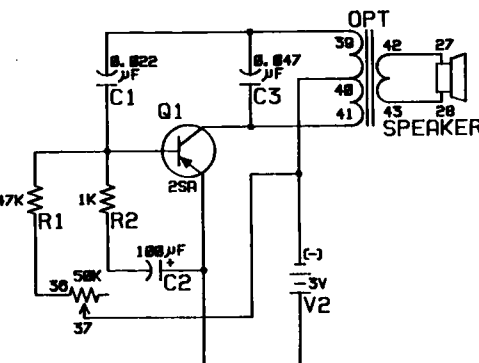 OPT
39
42
27
0.022
µF
C1
0.047
µF
C3
40
Q1
41
43
28
SPEAKER
2SA
47K
R1
1K
R2
100µF
+
C2
(-)
3V
V2
36
50K
37